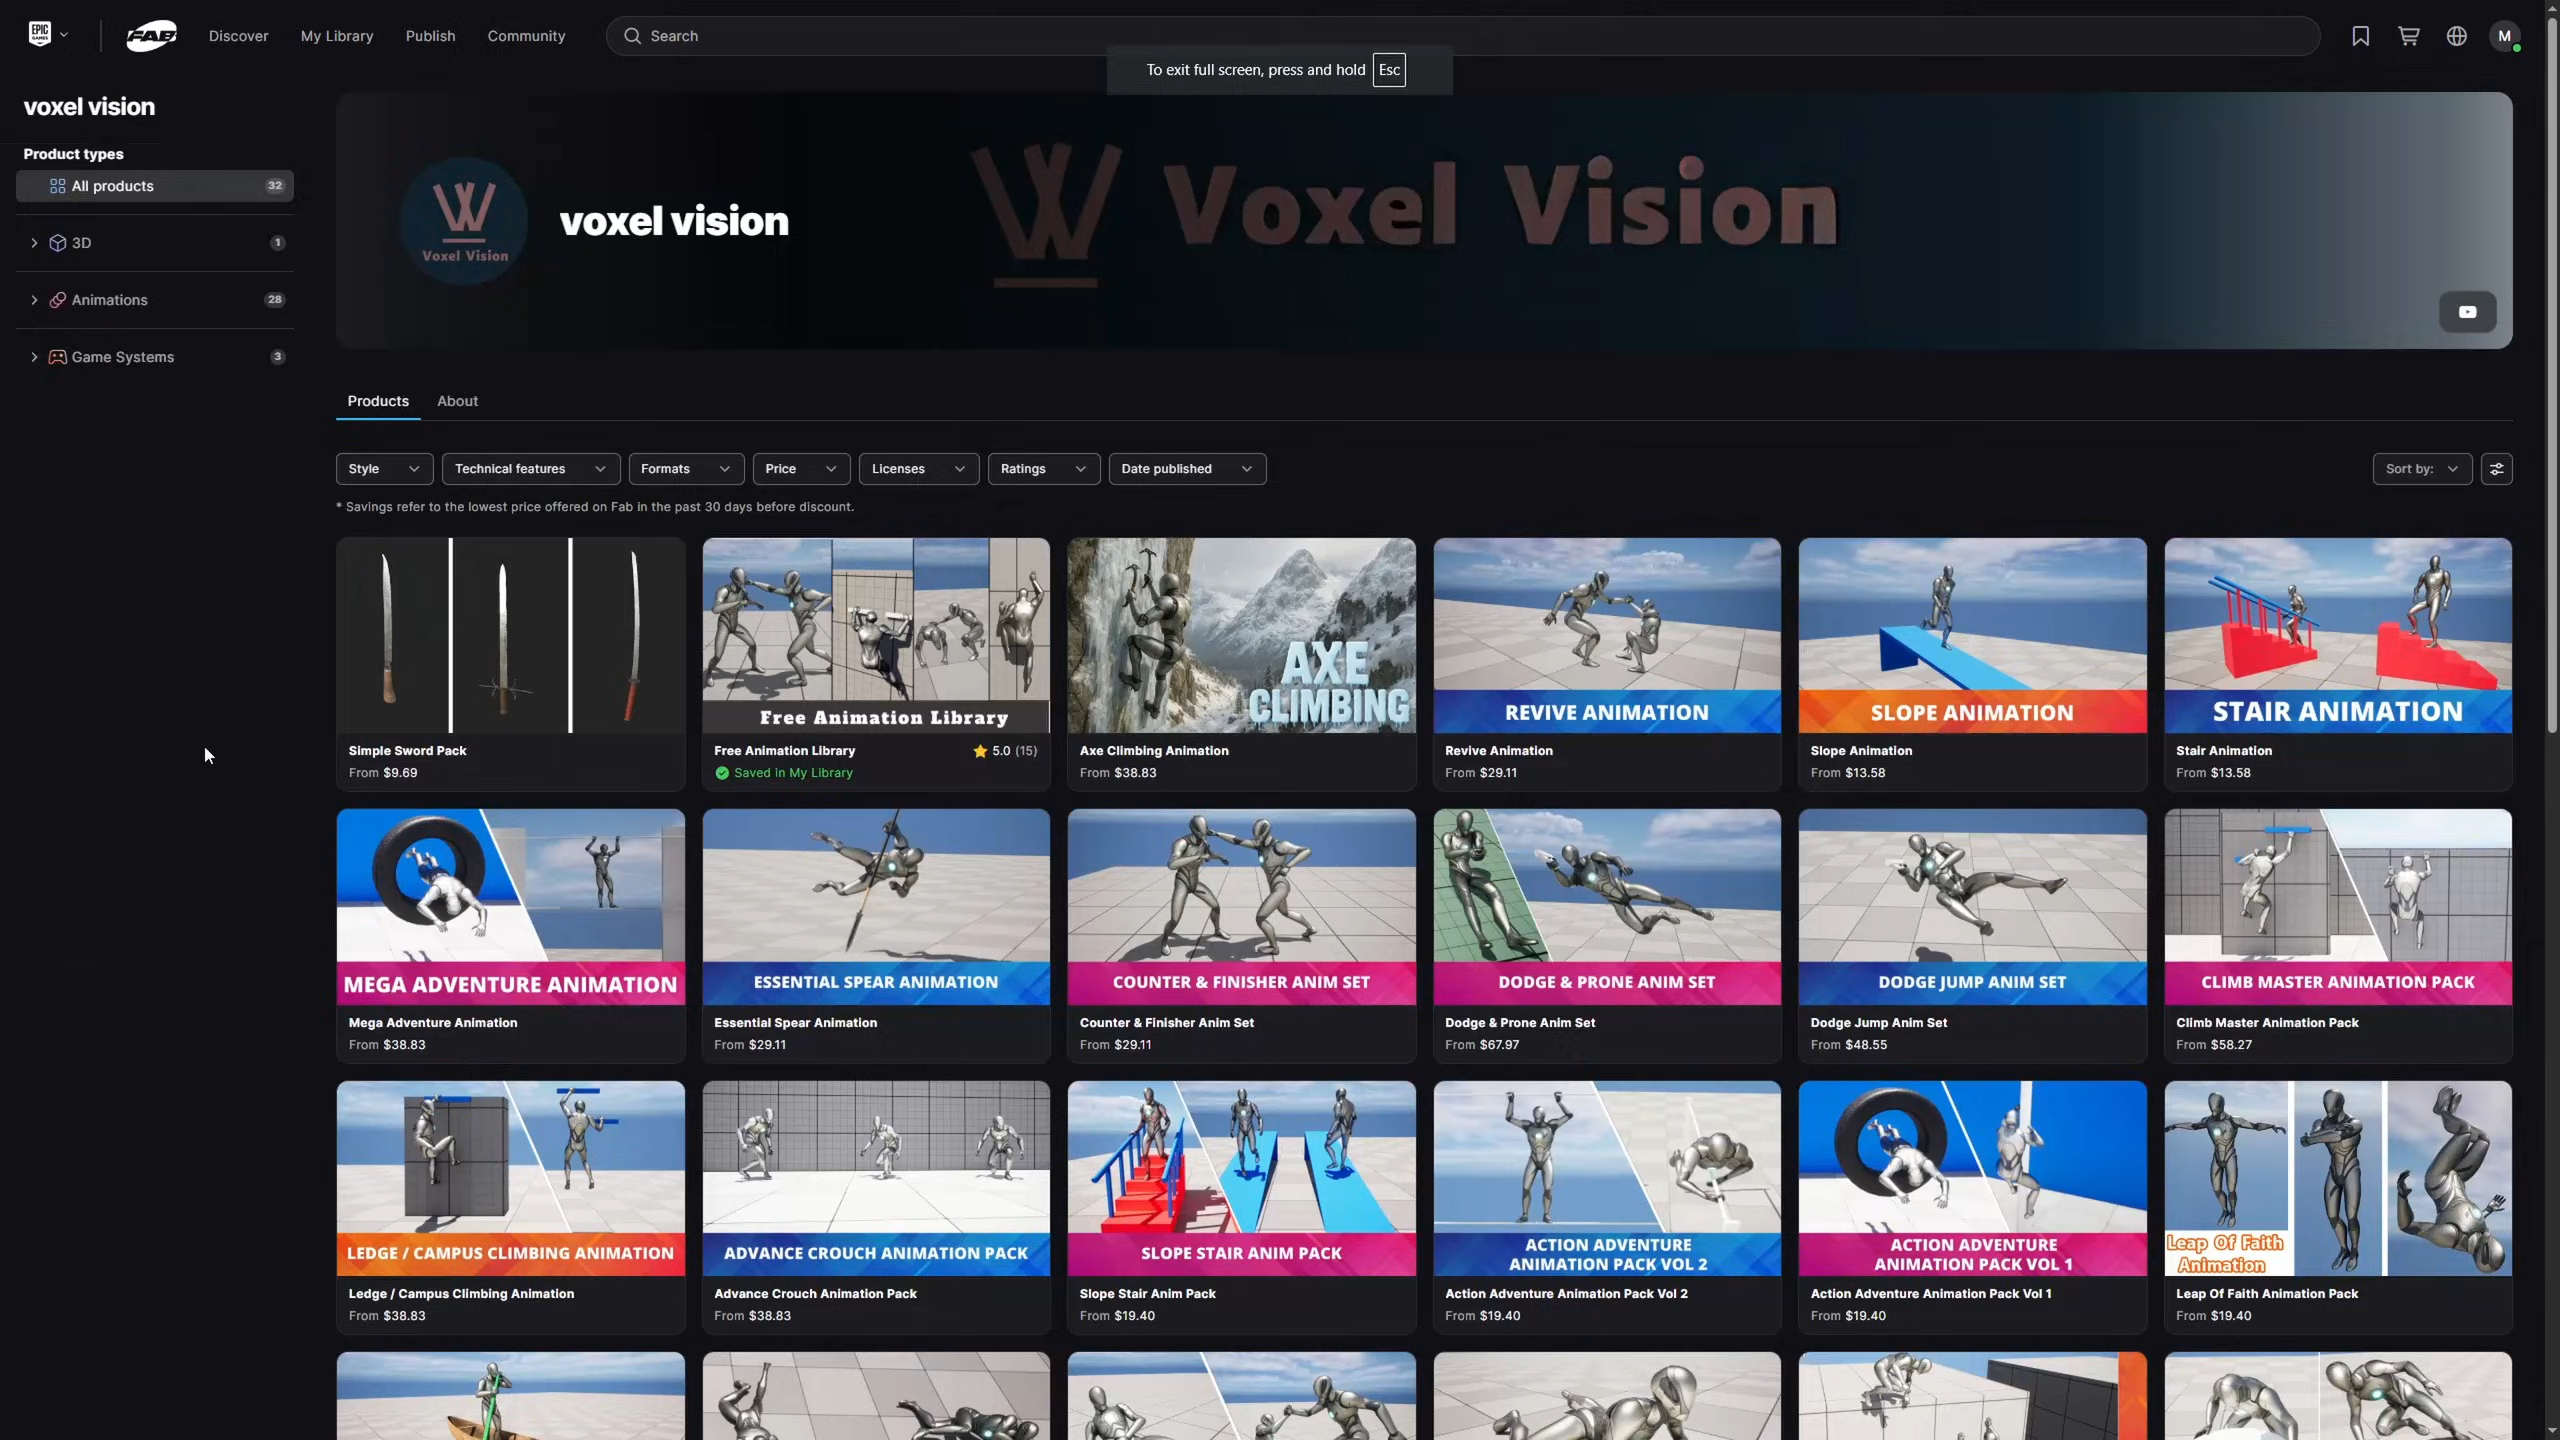 EPIC GAMES
FAB
Discover
My Library
Publish
Community
Search
M
To exit full screen, press and hold Esc
voxel vision
Product types
All products 32
3D 1
Animations 28
Game Systems 3
Voxel Vision
voxel vision
Voxel Vision
Products
About
Style
Technical features
Formats
Price
Licenses
Ratings
Date published
Sort by:
* Savings refer to the lowest price offered on Fab in the past 30 days before discount.
Simple Sword Pack
From $9.69
Free Animation Library
Free Animation Library
5.0 (15)
Saved in My Library
AXE
CLIMBING
Axe Climbing Animation
From $38.83
REVIVE ANIMATION
Revive Animation
From $29.11
SLOPE ANIMATION
Slope Animation
From $13.58
STAIR ANIMATION
Stair Animation
From $13.58
MEGA ADVENTURE ANIMATION
Mega Adventure Animation
From $38.83
ESSENTIAL SPEAR ANIMATION
Essential Spear Animation
From $29.11
COUNTER & FINISHER ANIM SET
Counter & Finisher Anim Set
From $29.11
DODGE & PRONE ANIM SET
Dodge & Prone Anim Set
From $67.97
DODGE JUMP ANIM SET
Dodge Jump Anim Set
From $48.55
CLIMB MASTER ANIMATION PACK
Climb Master Animation Pack
From $58.27
LEDGE / CAMPUS CLIMBING ANIMATION
Ledge / Campus Climbing Animation
From $38.83
ADVANCE CROUCH ANIMATION PACK
Advance Crouch Animation Pack
From $38.83
SLOPE STAIR ANIM PACK
Slope Stair Anim Pack
From $19.40
ACTION ADVENTURE
ANIMATION PACK VOL 2
Action Adventure Animation Pack Vol 2
From $19.40
ACTION ADVENTURE
ANIMATION PACK VOL 1
Action Adventure Animation Pack Vol 1
From $19.40
Leap Of Faith
Animation
Leap Of Faith Animation Pack
From $19.40